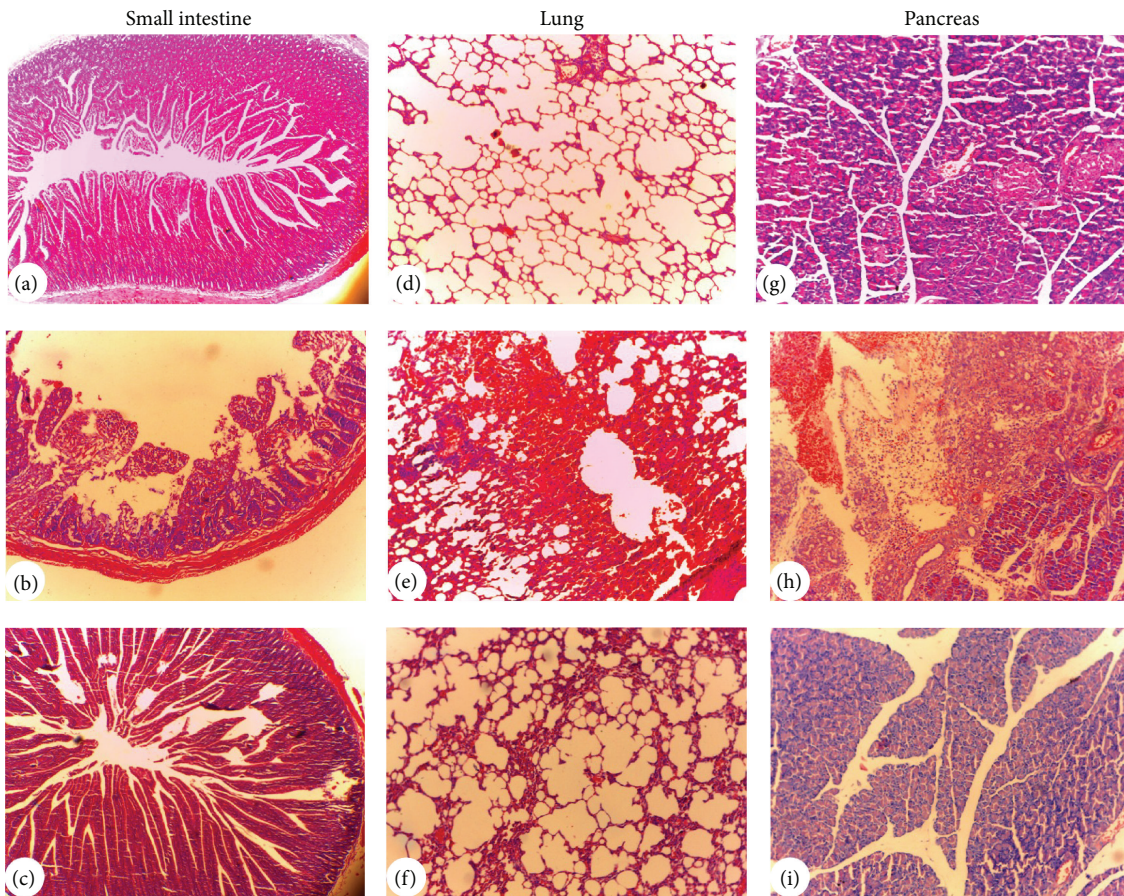 Small intestine
Lung
Pancreas
(a)
(d)
(g)
(b)
(e)
(h)
(c)
(f)
(i)